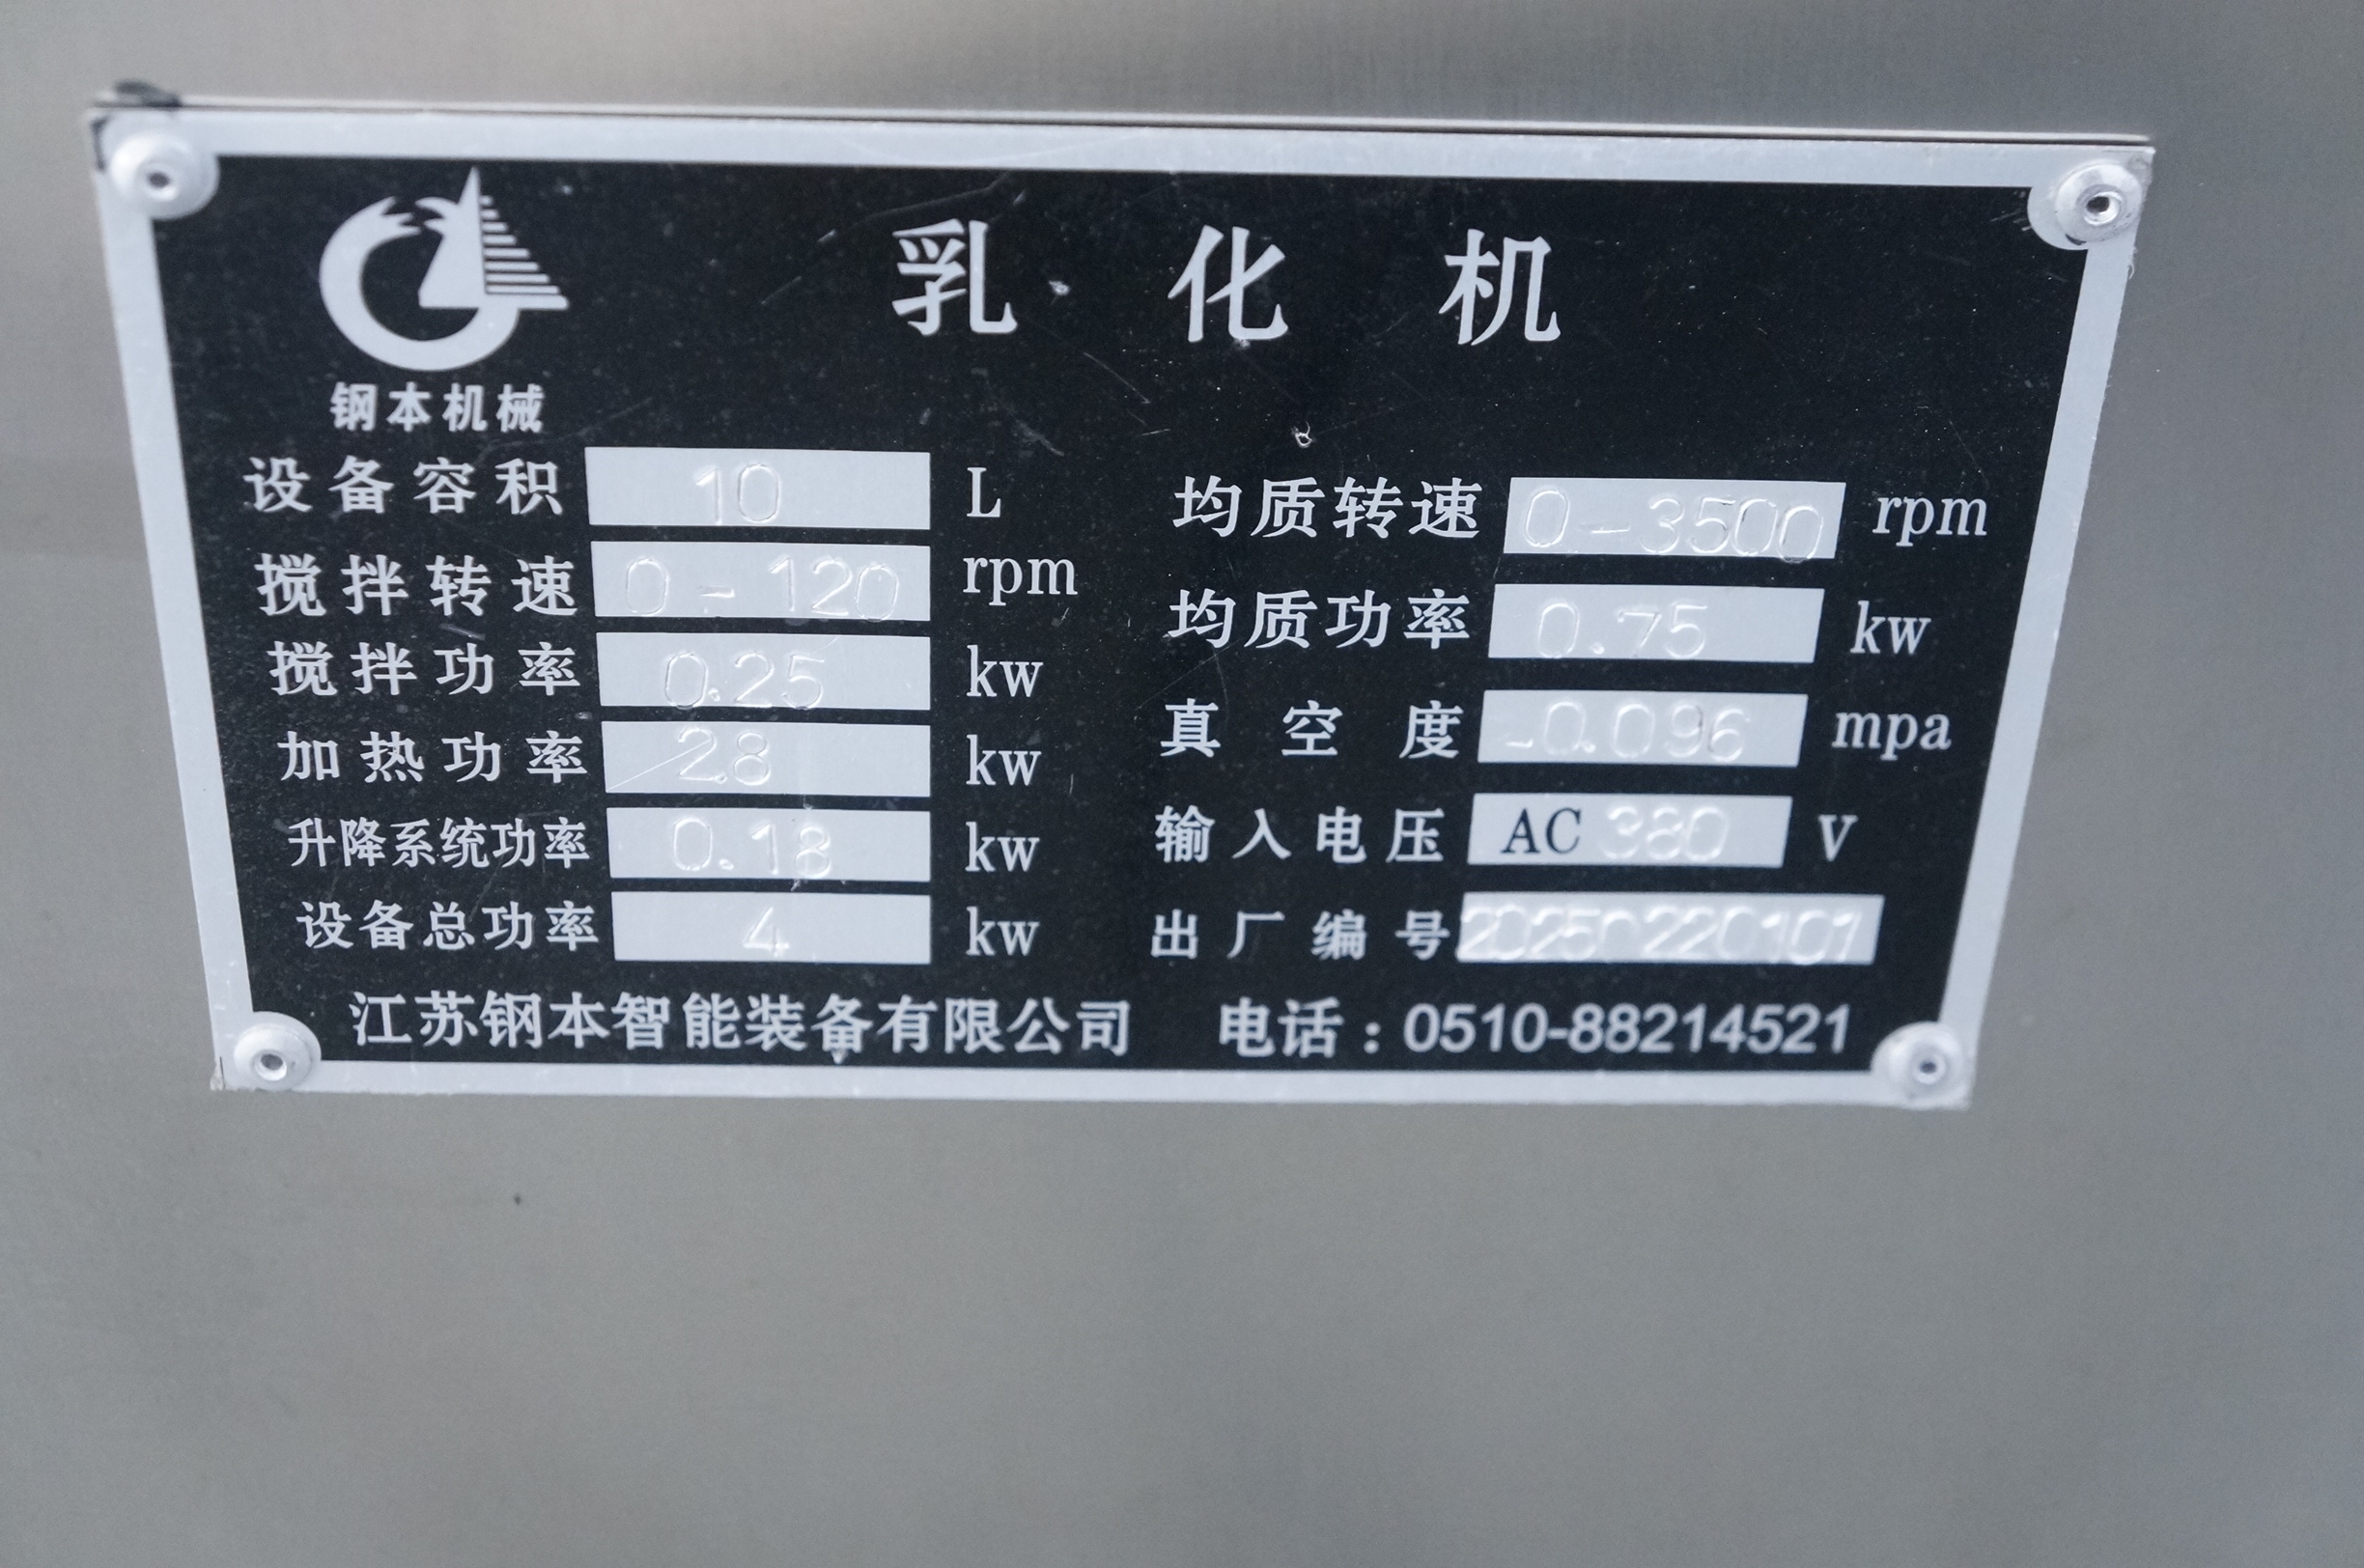 乳化机
钢本机械
设备容积 10 L
搅拌转速 0-120 rpm
搅拌功率 0.25 kw
加热功率 2.8 kw
升降系统功率 0.18 kw
设备总功率 4 kw
均质转速 0-3500 rpm
均质功率 0.75 kw
真空度 -0.096 mpa
输入电压 AC 380 V
出厂编号 20250220101
江苏钢本智能装备有限公司 电话：0510-88214521